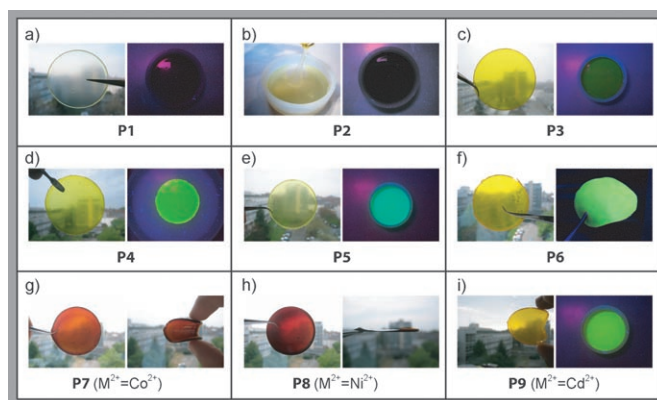 a)
b)
c)
P1
P2
P3
d)
e)
f)
P4
P5
P6
g)
h)
i)
P7 (M²⁺=Co²⁺)
P8 (M²⁺=Ni²⁺)
P9 (M²⁺=Cd²⁺)